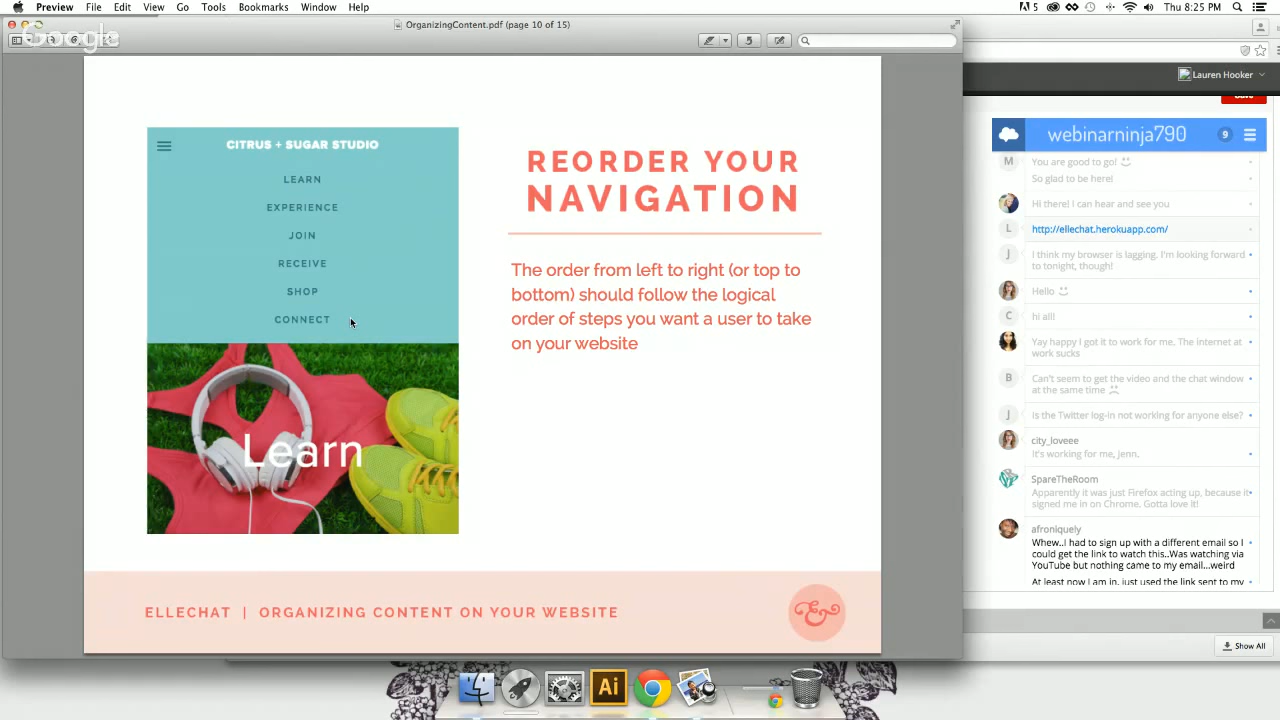 Preview File Edit View Go Tools Bookmarks Window Help
5 Thu 8:25 PM
OrganizingContent.pdf (page 10 of 15)
Google
Lauren Hooker
CITRUS + SUGAR STUDIO
LEARN
EXPERIENCE
JOIN
RECEIVE
SHOP
CONNECT
Learn
REORDER YOUR
NAVIGATION
The order from left to right (or top to
bottom) should follow the logical
order of steps you want a user to take
on your website
ELLECHAT | ORGANIZING CONTENT ON YOUR WEBSITE
&
webinarninja790 9
M
You are good to go!
So glad to be here!
Hi there! I can hear and see you
L
http://ellechat.herokuapp.com/
J
I think my browser is lagging. I'm looking forward
to tonight, though!
Hello
C
hi all!
Yay happy I got it to work for me. The internet at
work sucks
B
Can't seem to get the video and the chat window
at the same time
J
Is the Twitter log-in not working for anyone else?
city_loveee
It's working for me, Jenn.
SpareTheRoom
Apparently it was just Firefox acting up, because it
signed me in on Chrome. Gotta love it!
afroniquely
Whew..I had to sign up with a different email so I
could get the link to watch this..Was watching via
YouTube but nothing came to my email...weird
At least now I am in, just used the link sent to my
Show All
Ai